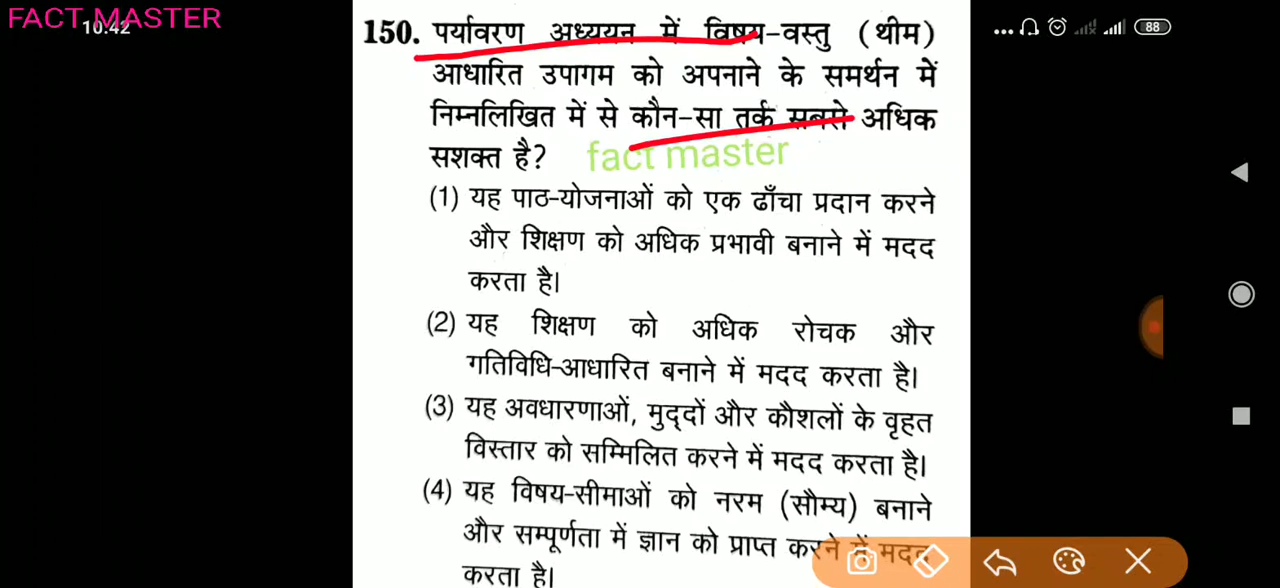 FACT MASTER
10:42
88
150. पर्यावरण अध्ययन में विषय-वस्तु (थीम)
आधारित उपागम को अपनाने के समर्थन में
निम्नलिखित में से कौन-सा तर्क सबसे अधिक
सशक्त है?
fact master
(1) यह पाठ-योजनाओं को एक ढाँचा प्रदान करने
और शिक्षण को अधिक प्रभावी बनाने में मदद
करता है।
(2) यह शिक्षण को अधिक रोचक और
गतिविधि-आधारित बनाने में मदद करता है।
(3) यह अवधारणाओं, मुद्दों और कौशलों के वृहत
विस्तार को सम्मिलित करने में मदद करता है।
(4) यह विषय-सीमाओं को नरम (सौम्य) बनाने
और सम्पूर्णता में ज्ञान को प्राप्त करने में मदद
करता है।